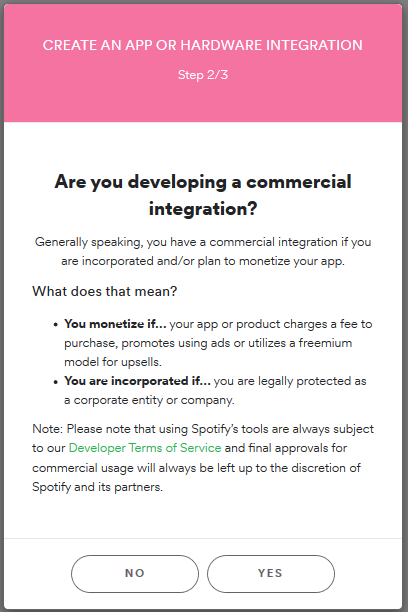 CREATE AN APP OR HARDWARE INTEGRATION
Step 2/3
Are you developing a commercial
integration?
Generally speaking, you have a commercial integration if you
are incorporated and/or plan to monetize your app.
What does that mean?
• You monetize if... your app or product charges a fee to
purchase, promotes using ads or utilizes a freemium
model for upsells.
• You are incorporated if... you are legally protected as
a corporate entity or company.
Note: Please note that using Spotify's tools are always subject
to our Developer Terms of Service and final approvals for
commercial usage will always be left up to the discretion of
Spotify and its partners.
NO YES